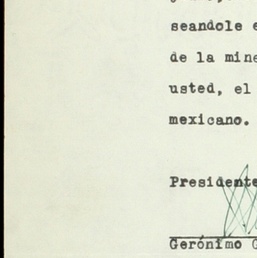 seandole e
de la mine
usted, el
mexicano.
Presidente
Gerónimo G